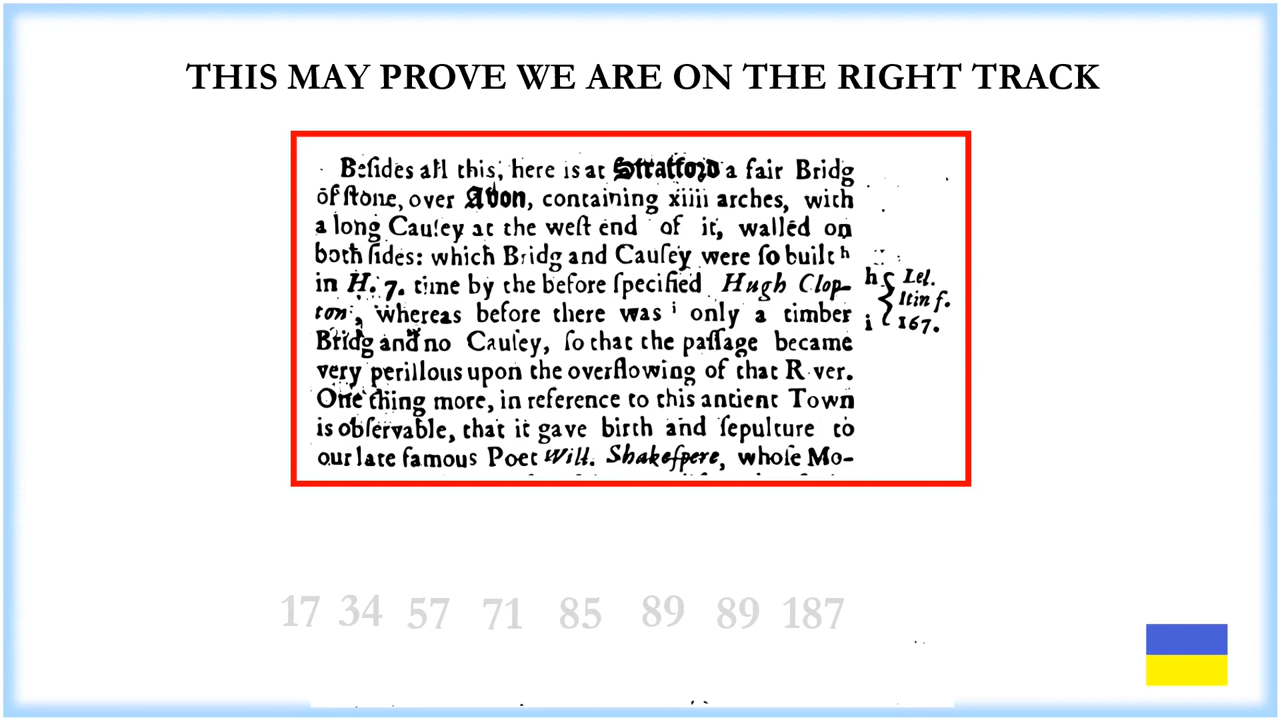 THIS MAY PROVE WE ARE ON THE RIGHT TRACK
Beſides all this, here is at Stratford a fair Bridg
of ſtone, over Avon, containing xiiii arches, with
a long Cauſey at the weſt end of it, walled on
both ſides: which Bridg and Cauſey were ſo built h
in H. 7. time by the before ſpecified Hugh Clop-
ton, whereas before there was i only a timber
Bridg and no Cauſey, ſo that the paſſage became
very perillous upon the overflowing of that R ver.
One thing more, in reference to this antient Town
is obſervable, that it gave birth and ſepulture to
our late famous Poet Will. Shakeſpere, whoſe Mo-
h Lel.
Itin f.
i 167.
17 34 57 71 85 89 89 187